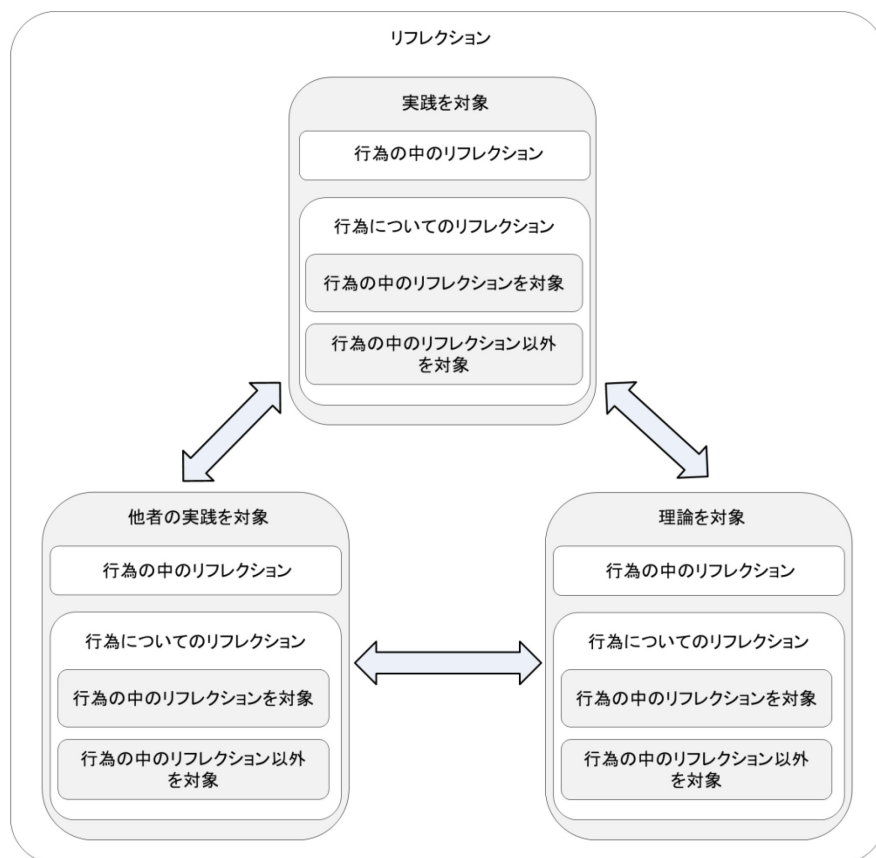 リフレクション
実践を対象
行為の中のリフレクション
行為についてのリフレクション
行為の中のリフレクションを対象
行為の中のリフレクション以外
を対象
他者の実践を対象
行為の中のリフレクション
行為についてのリフレクション
行為の中のリフレクションを対象
行為の中のリフレクション以外
を対象
理論を対象
行為の中のリフレクション
行為についてのリフレクション
行為の中のリフレクションを対象
行為の中のリフレクション以外
を対象